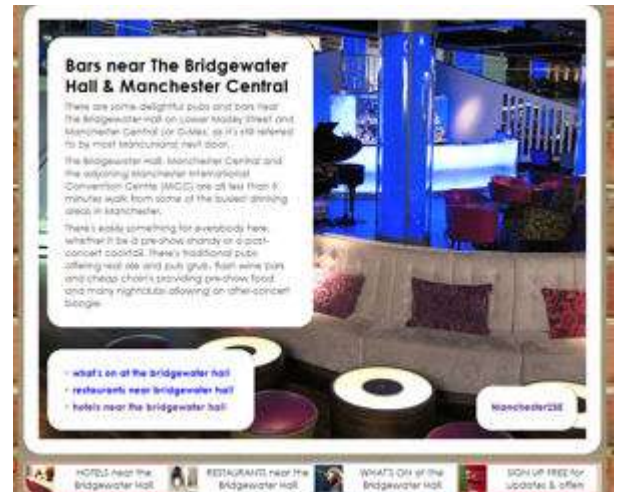 Bars near The Bridgewater
Hall & Manchester Central
There are some delightful pubs and bars near
The Bridgewater Hall on Lower Mosley Street and
Manchester Central (or G-Mex, as it's still referred
to by most Mancunians) next door.
The Bridgewater Hall, Manchester Central and
the adjoining Manchester International
Convention Centre (MICC) are all less than 5
minutes walk from some of the busiest drinking
areas in Manchester.
There's easily something for everybody here,
whether it be a pre-show shandy or a post-
concert cocktail. There's traditional pubs
offering real ale and pub grub, flash wine bars
and cheap chain's providing pre-show food
and many nightclubs allowing an after-concert
boogie.
• what's on at the bridgewater hall
• restaurants near bridgewater hall
• hotels near the bridgewater hall
HOTELS near the
Bridgewater Hall
RESTAURANTS near the
Bridgewater Hall
WHAT'S ON at the
Bridgewater Hall
SIGN UP FREE for
updates & offers